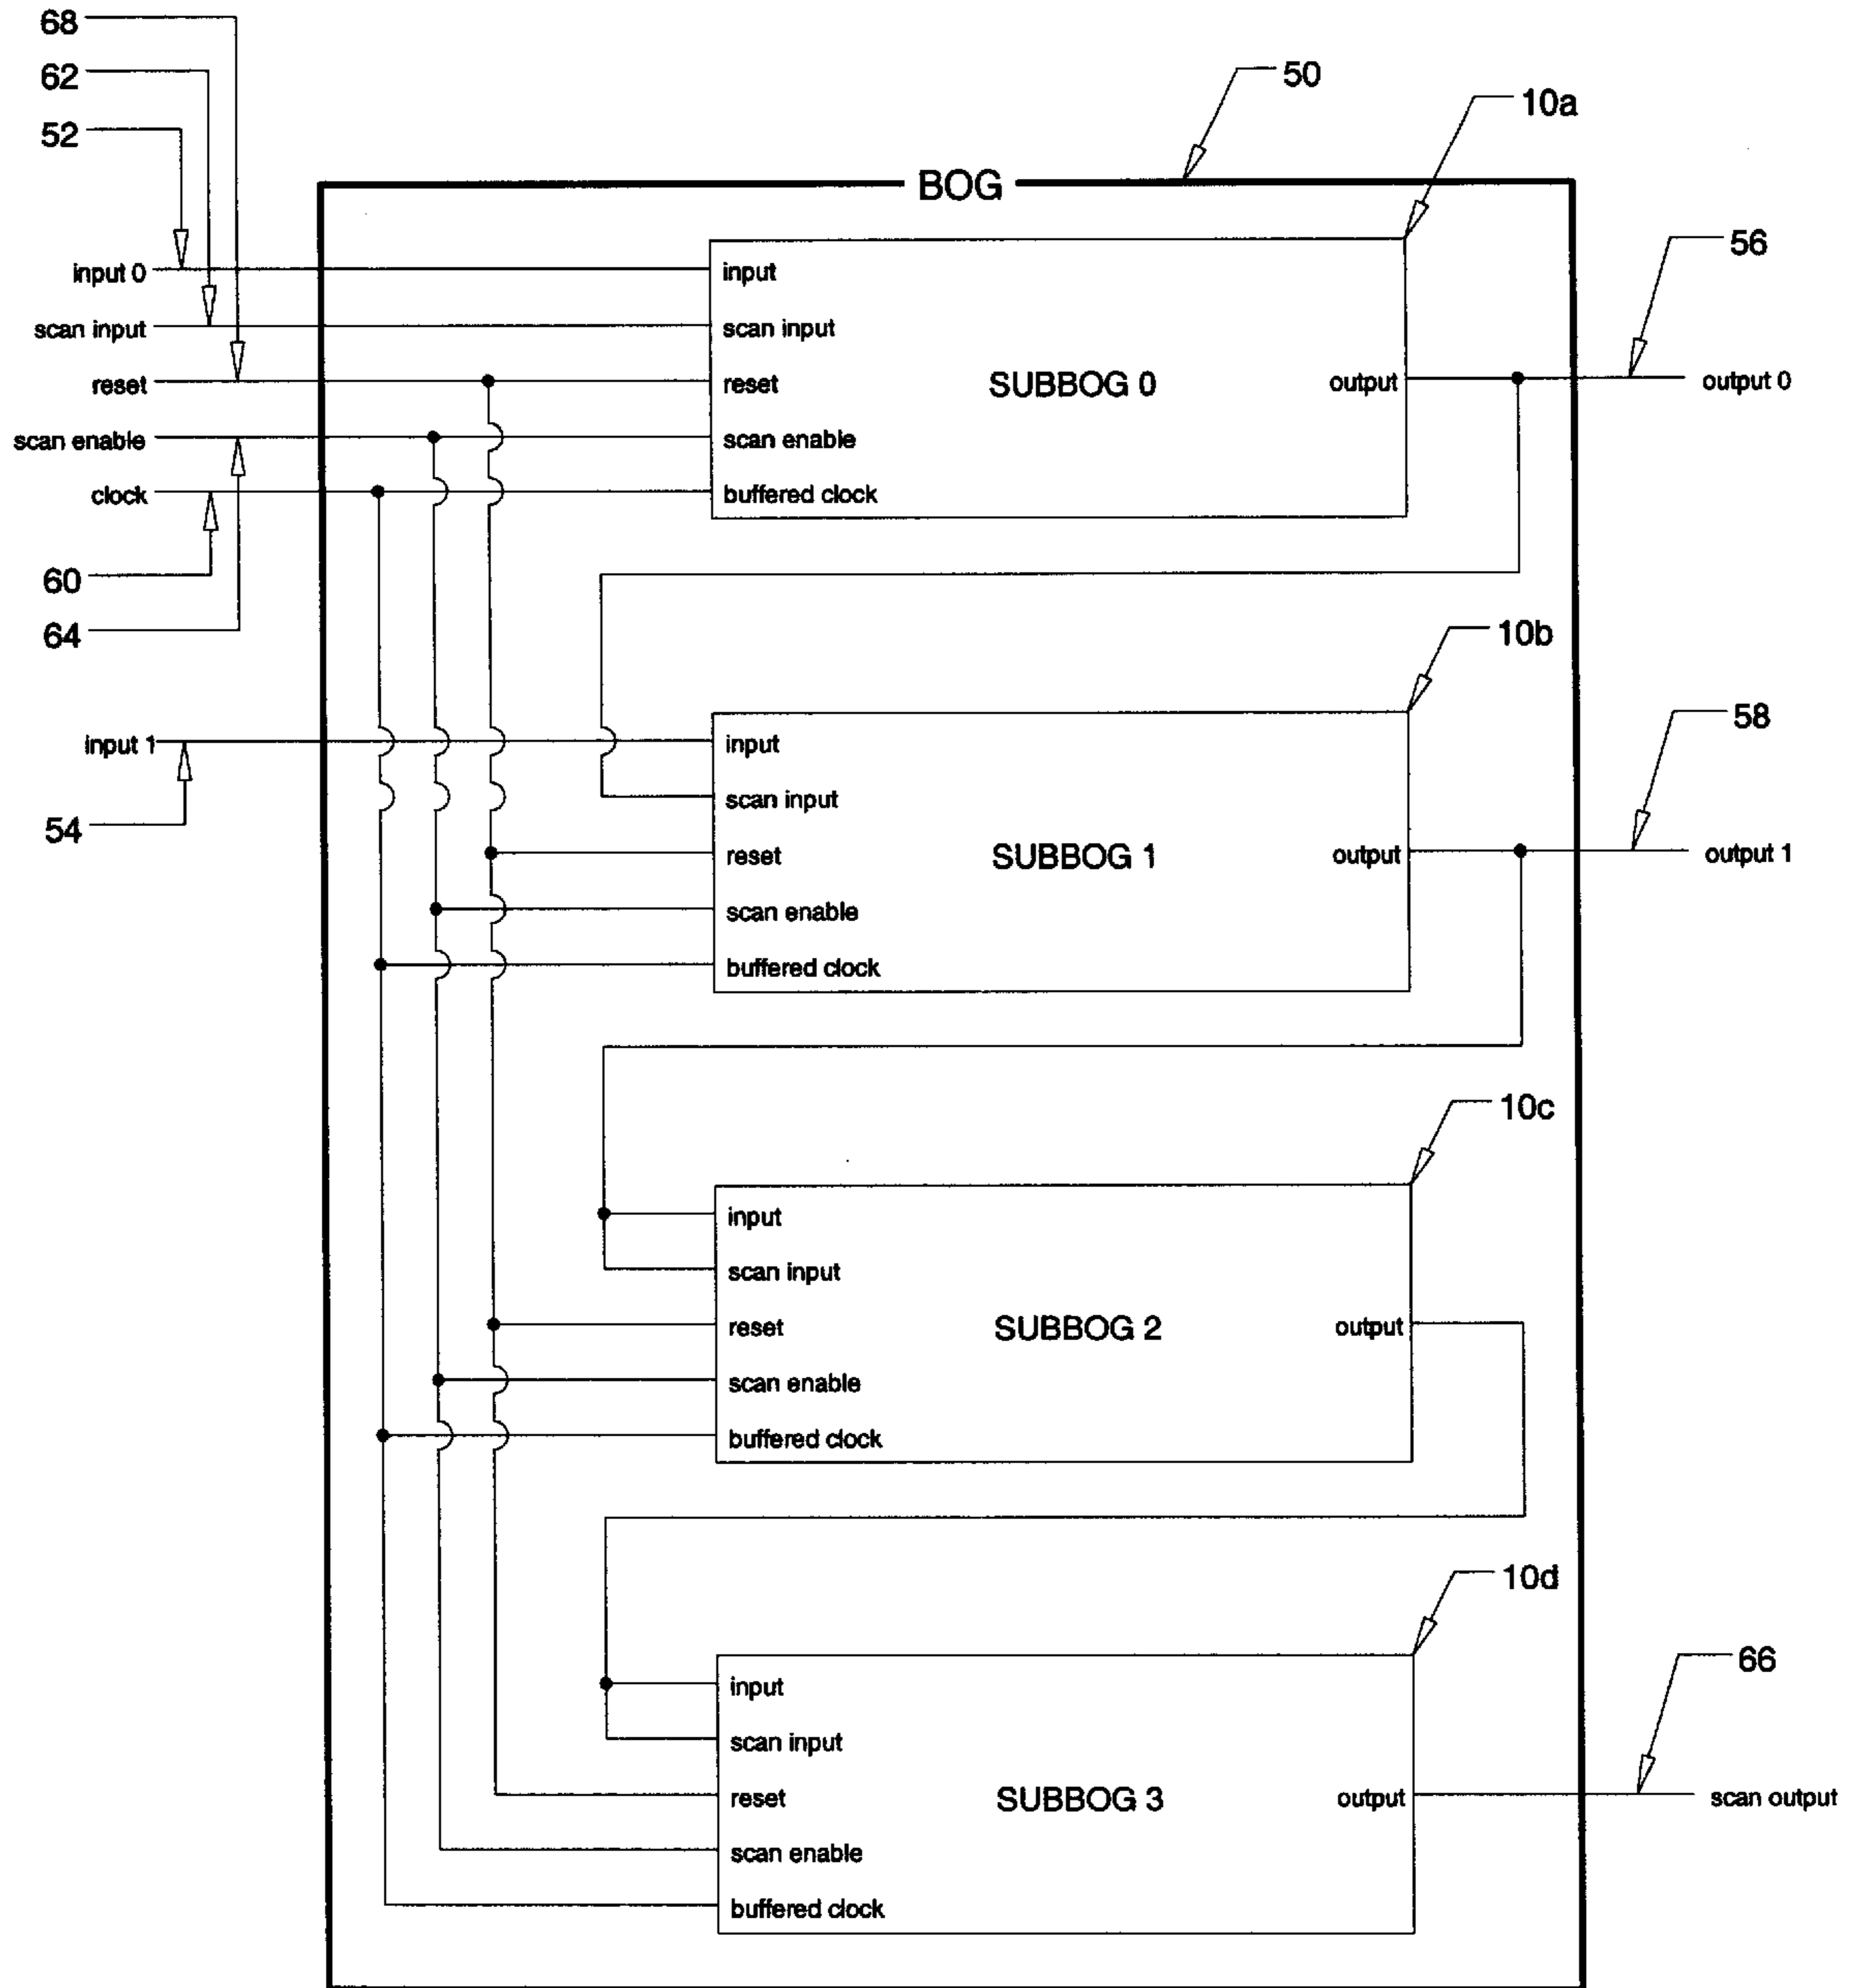 68
62
52
50
10a
BOG
56
input 0
scan input
reset
scan enable
clock
input
scan input
reset
scan enable
buffered clock
SUBBOG 0
output
output 0
60
64
10b
58
input 1
54
input
scan input
reset
scan enable
buffered clock
SUBBOG 1
output
output 1
10c
input
scan input
reset
scan enable
buffered clock
SUBBOG 2
output
10d
66
input
scan input
reset
scan enable
buffered clock
SUBBOG 3
output
scan output